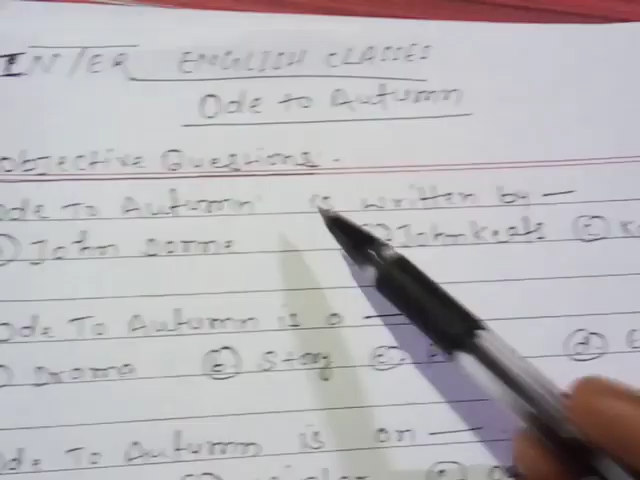 INTER ENGLISH CLASSES
Ode to Autumn
Objective Questions -
Ode To Autumn is written by —
John Donne John Keats C
Ode To Autumn is a —
Drama b Story c. d
Ode To Autumn is on —